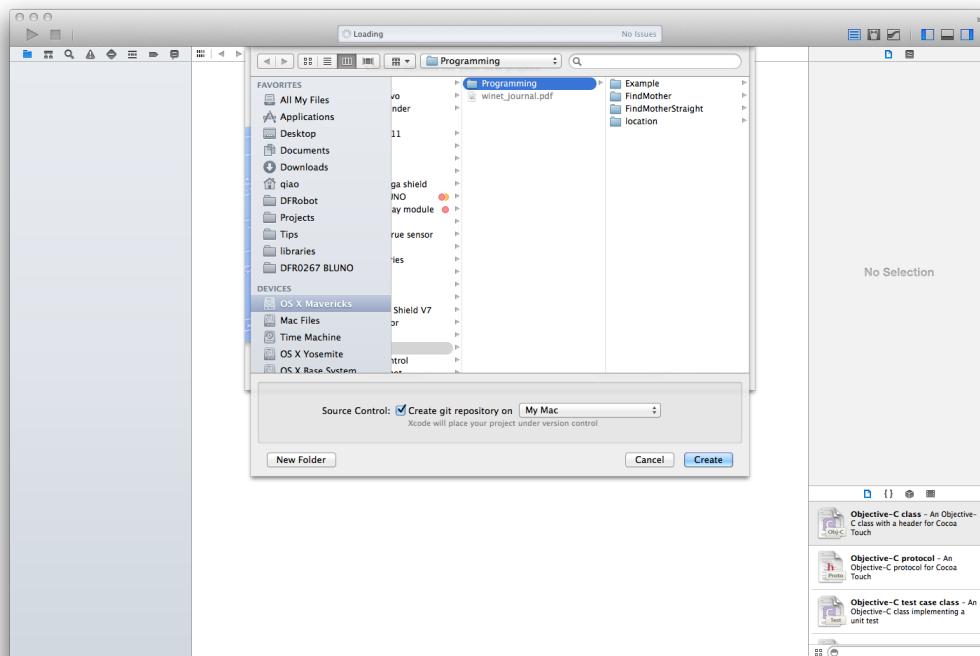 Loading
No Issues
Programming
FAVORITES
All My Files
Applications
Desktop
Documents
Downloads
qiao
DFRobot
Projects
Tips
libraries
DFR0267 BLUNO
DEVICES
OS X Mavericks
Mac Files
Time Machine
OS X Yosemite
OS X Base System
vo
nder
11
ga shield
NO
ay module
rue sensor
ies
Shield V7
or
ntrol
Programming
winet_journal.pdf
Example
FindMother
FindMotherStraight
location
Source Control:
Create git repository on
My Mac
Xcode will place your project under version control
New Folder
Cancel
Create
No Selection
{ }
Objective-C class - An Objective-
C class with a header for Cocoa
Touch
Obj-C
Objective-C protocol - An
Objective-C protocol for Cocoa
Touch
Proto
Objective-C test case class - An
Objective-C class implementing a
unit test
Test